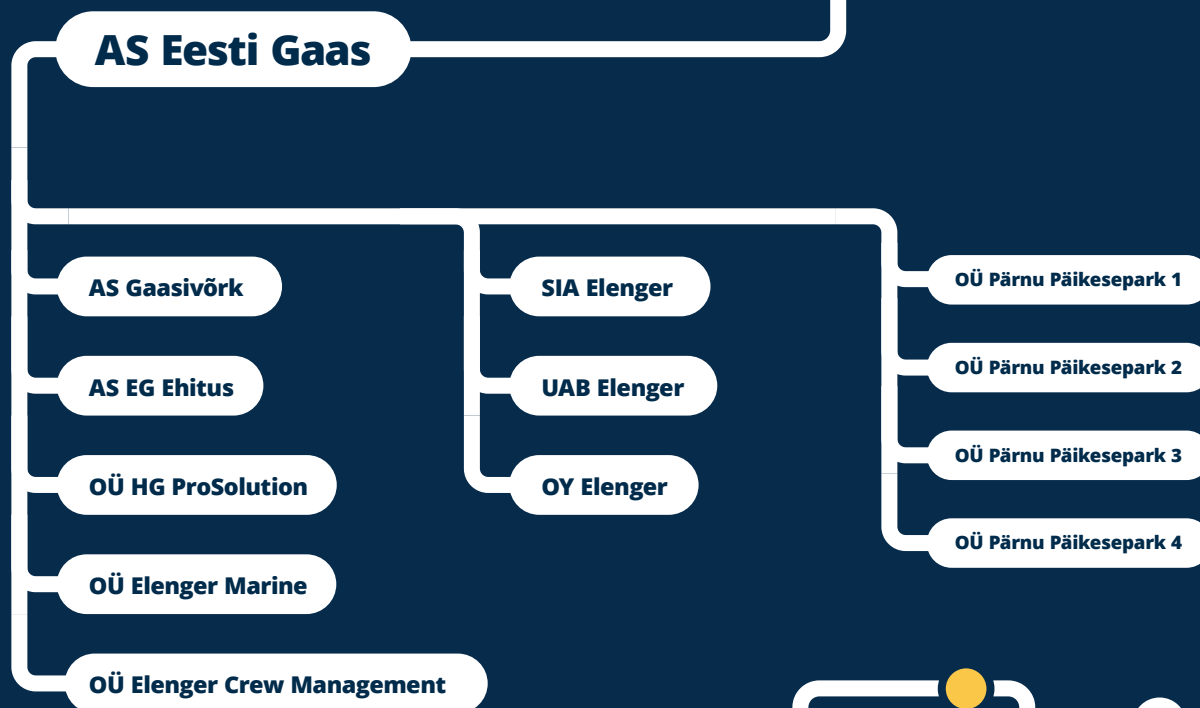 AS Eesti Gaas
AS Gaasivõrk
AS EG Ehitus
OÜ HG ProSolution
OÜ Elenger Marine
OÜ Elenger Crew Management
SIA Elenger
UAB Elenger
OY Elenger
OÜ Pärnu Päikesepark 1
OÜ Pärnu Päikesepark 2
OÜ Pärnu Päikesepark 3
OÜ Pärnu Päikesepark 4